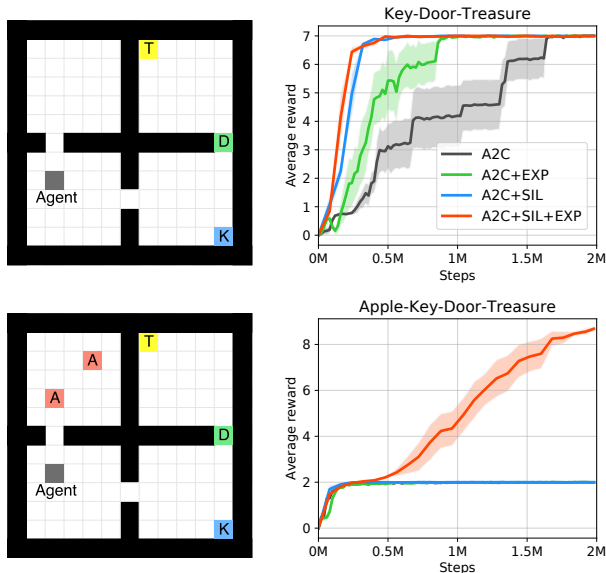 T
D
Agent
K
Key-Door-Treasure
Average reward
7
6
5
4
3
2
1
0
A2C
A2C+EXP
A2C+SIL
A2C+SIL+EXP
0M 0.5M 1M 1.5M 2M
Steps
T
A
A
D
Agent
K
Apple-Key-Door-Treasure
Average reward
8
6
4
2
0
0M 0.5M 1M 1.5M 2M
Steps